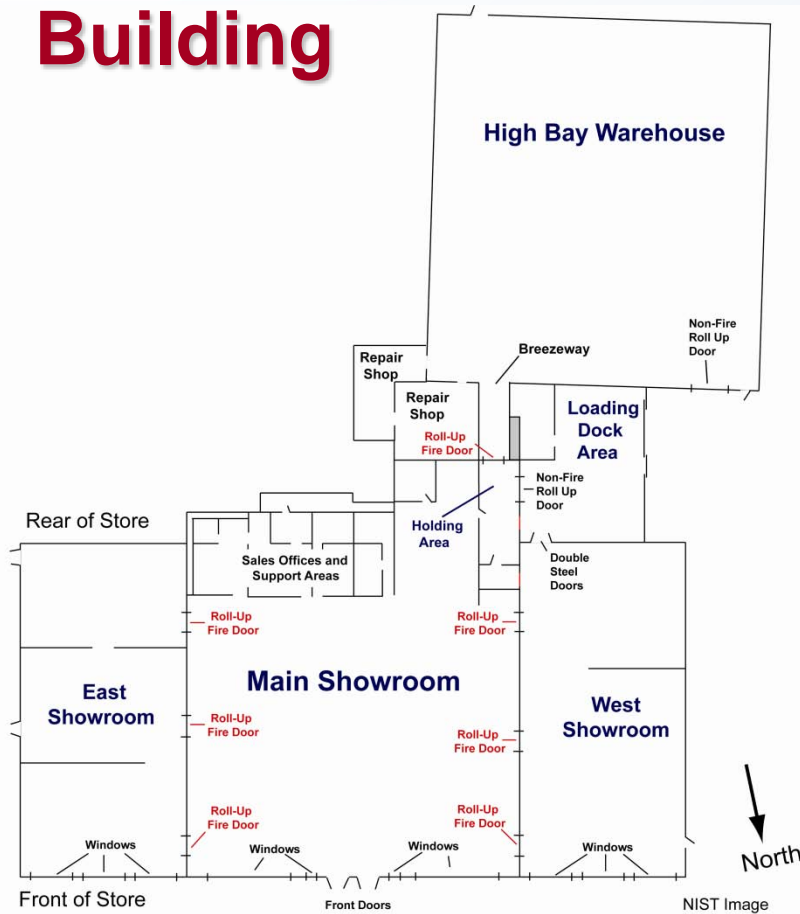 Building
High Bay Warehouse
Non-Fire
Roll Up
Door
Breezeway
Repair
Shop
Repair
Shop
Loading
Dock
Area
Roll-Up
Fire Door
Non-Fire
Roll Up
Door
Holding
Area
Rear of Store
Sales Offices and
Support Areas
Double
Steel
Doors
Roll-Up
Fire Door
Roll-Up
Fire Door
Main Showroom
East
Showroom
West
Showroom
Roll-Up
Fire Door
Roll-Up
Fire Door
Roll-Up
Fire Door
Roll-Up
Fire Door
Windows
Windows
Windows
Windows
North
Front of Store
Front Doors
NIST Image